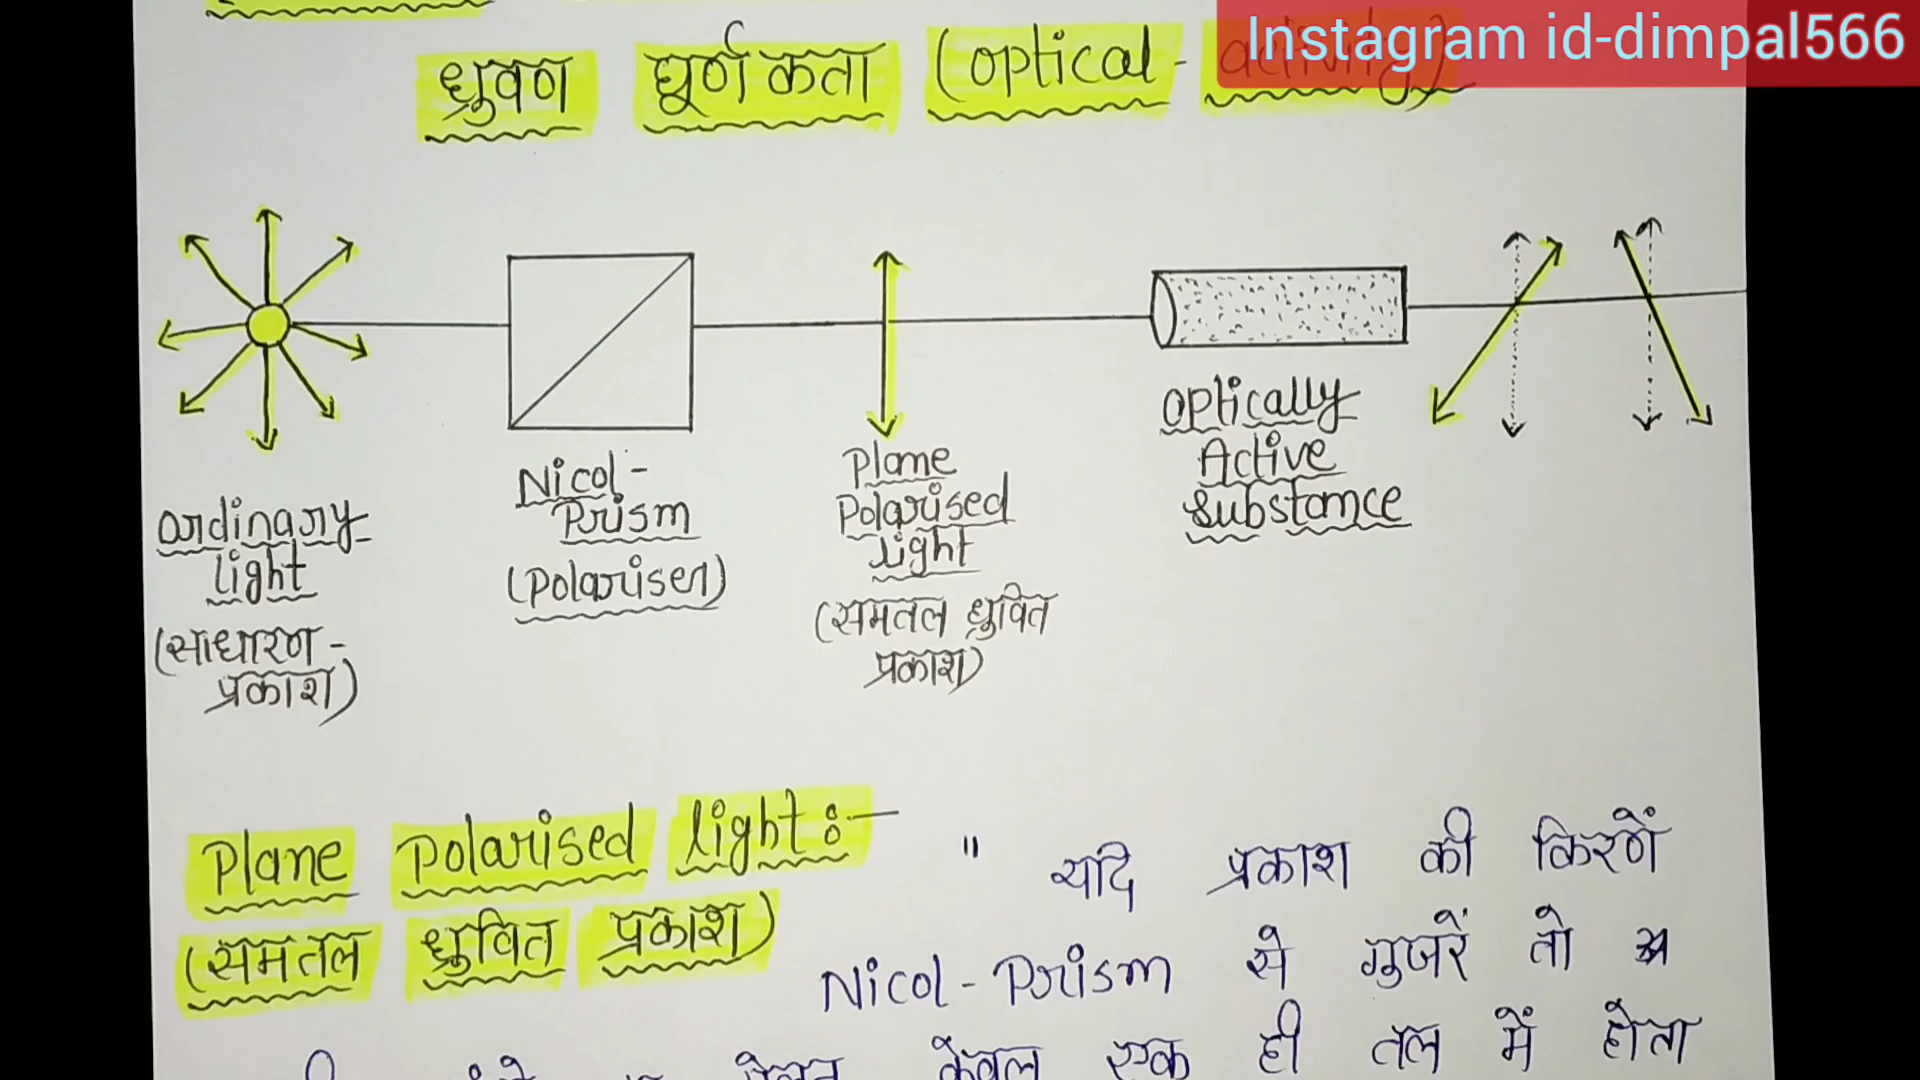 Instagram id-dimpal566
ध्रुवण घूर्णकता (optical-activity)
ordinary
light
(साधारण-
प्रकाश)
Nicol-
Prism
(Polariser)
Plane
Polarised
light
(समतल ध्रुवित
प्रकाश)
optically
Active
substance
Plane Polarised light:— " यदि प्रकाश की किरणें
(समतल ध्रुवित प्रकाश)
Nicol-Prism से गुजरें तो
केवल एक ही तल में होता